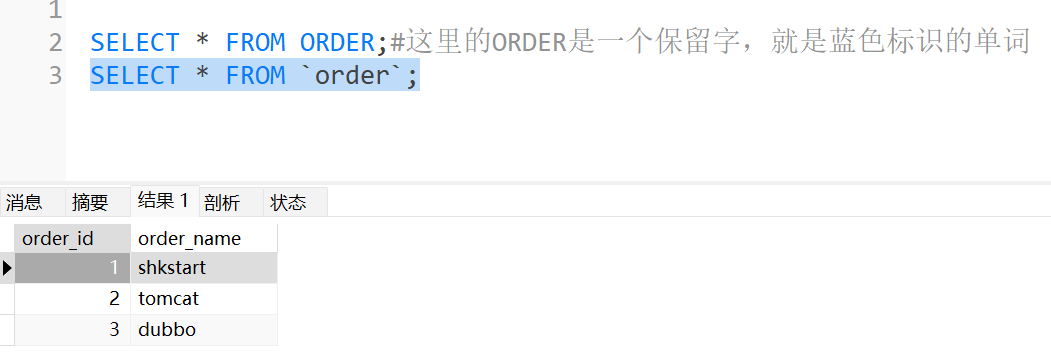 1
2 SELECT * FROM ORDER;#这里的ORDER是一个保留字，就是蓝色标识的单词
3 SELECT * FROM `order`;
消息 摘要 结果 1 剖析 状态
order_id order_name
1 shkstart
2 tomcat
3 dubbo